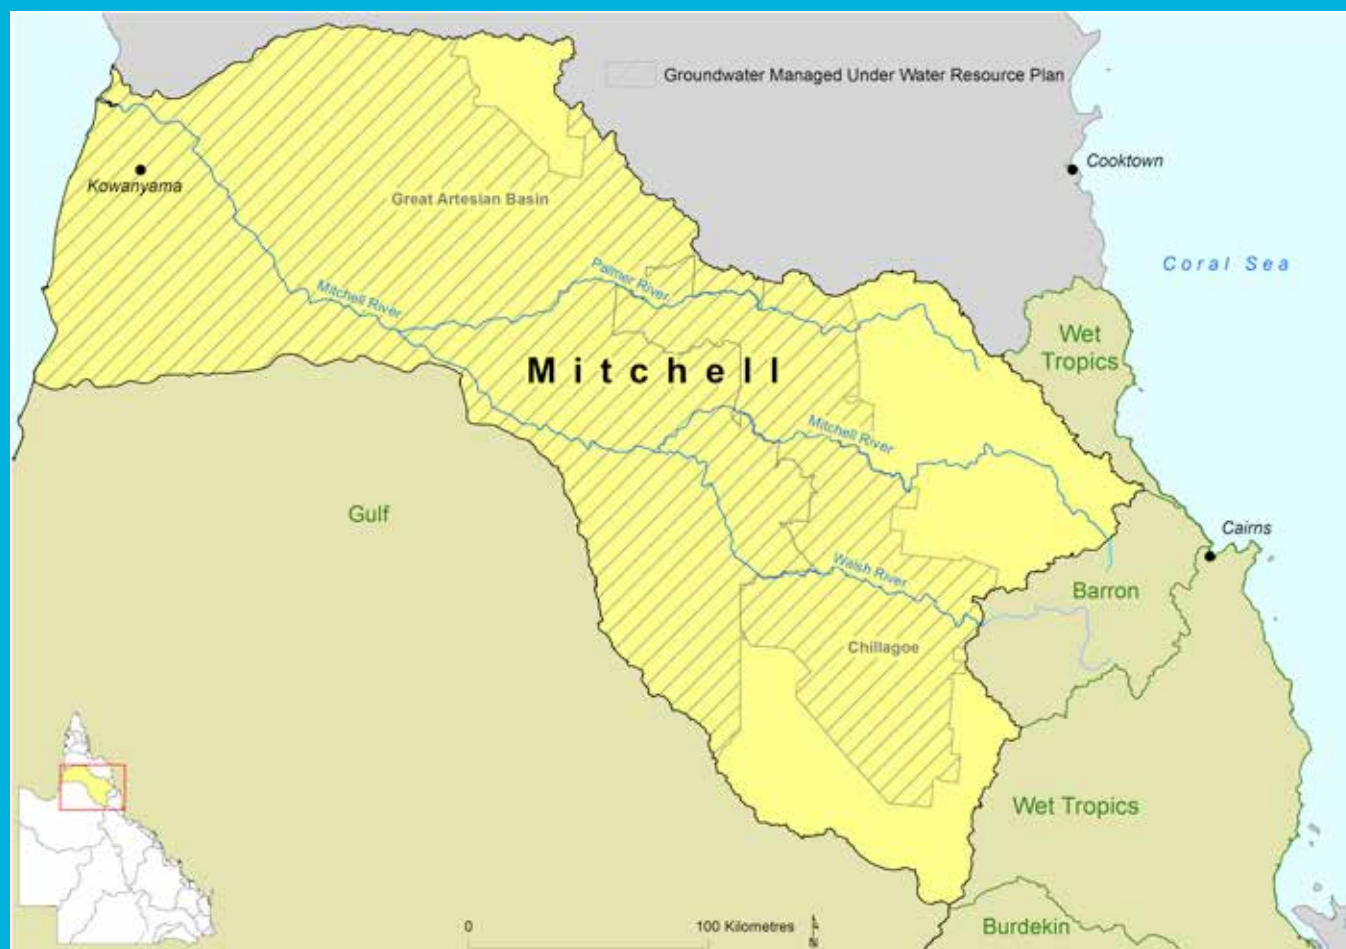 Groundwater Managed Under Water Resource Plan
Cooktown
Kowanyama
Great Artesian Basin
Coral Sea
Palmer River
Mitchell River
Wet
Tropics
Mitchell
Mitchell River
Gulf
Cairns
Walsh River
Barron
Chillagoe
Wet Tropics
0
100 Kilometres
N
Burdekin